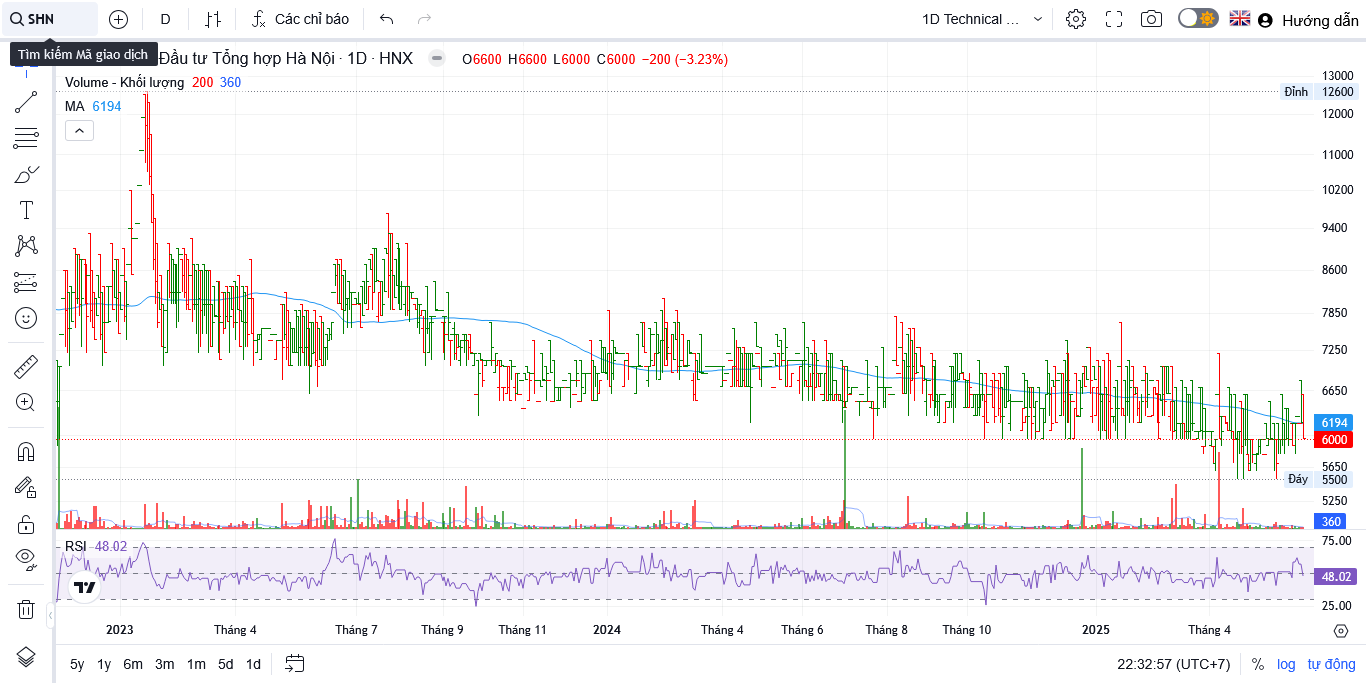 SHN
D
Các chỉ báo
1D Technical ...
Hướng dẫn
Tìm kiếm Mã giao dịch
Đầu tư Tổng hợp Hà Nội · 1D · HNX
O6600 H6600 L6000 C6000 −200 (−3.23%)
Volume - Khối lượng 200 360
MA 6194
13000
Đỉnh 12600
12000
11000
10200
9400
8600
7850
7250
6650
6194
6000
5650
Đáy 5500
5250
360
RSI 48.02
75.00
48.02
25.00
2023 Tháng 4 Tháng 7 Tháng 9 Tháng 11 2024 Tháng 4 Tháng 6 Tháng 8 Tháng 10 2025 Tháng 4
5y 1y 6m 3m 1m 5d 1d
22:32:57 (UTC+7) % log tự động